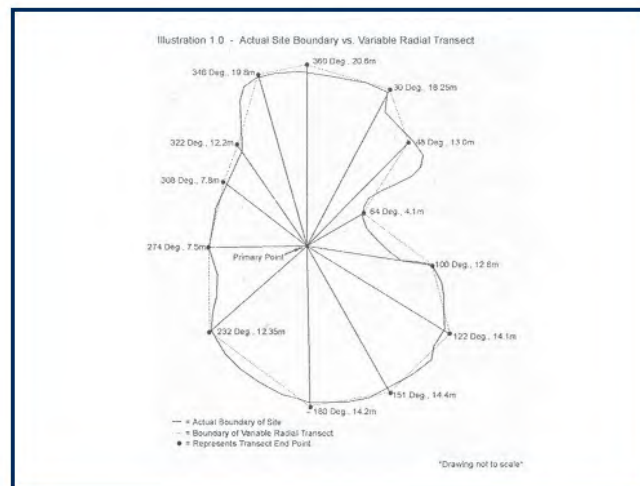 Illustration 1.0 - Actual Site Boundary vs. Variable Radial Transect
360 Deg., 20.6m
346 Deg., 19.8m
30 Deg., 18.25m
322 Deg., 12.2m
48 Deg., 13.0m
308 Deg., 7.8m
64 Deg., 4.1m
274 Deg., 7.5m
Primary Point
100 Deg., 12.6m
232 Deg., 12.35m
122 Deg., 14.1m
151 Deg., 14.4m
180 Deg., 14.2m
= Actual Boundary of Site
= Boundary of Variable Radial Transect
= Represents Transect End Point
*Drawing not to scale*